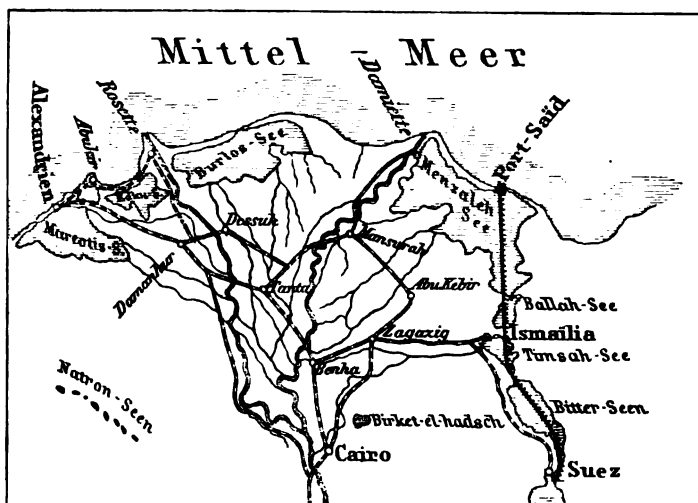 Mittel - Meer
Alexandrien
Abukir
Rosette
Damiette
Port-Saïd
Burlos-See
Menzaleh
See
Mareotis-S
Dessuk
Mansurah
Damanhur
Tanta
Abu Kebir
Ballah-See
Zagazig
Ismaïlia
Timsah-See
Benha
Natron-Seen
Bitter-Seen
Birket-el-hadsch
Cairo
Suez